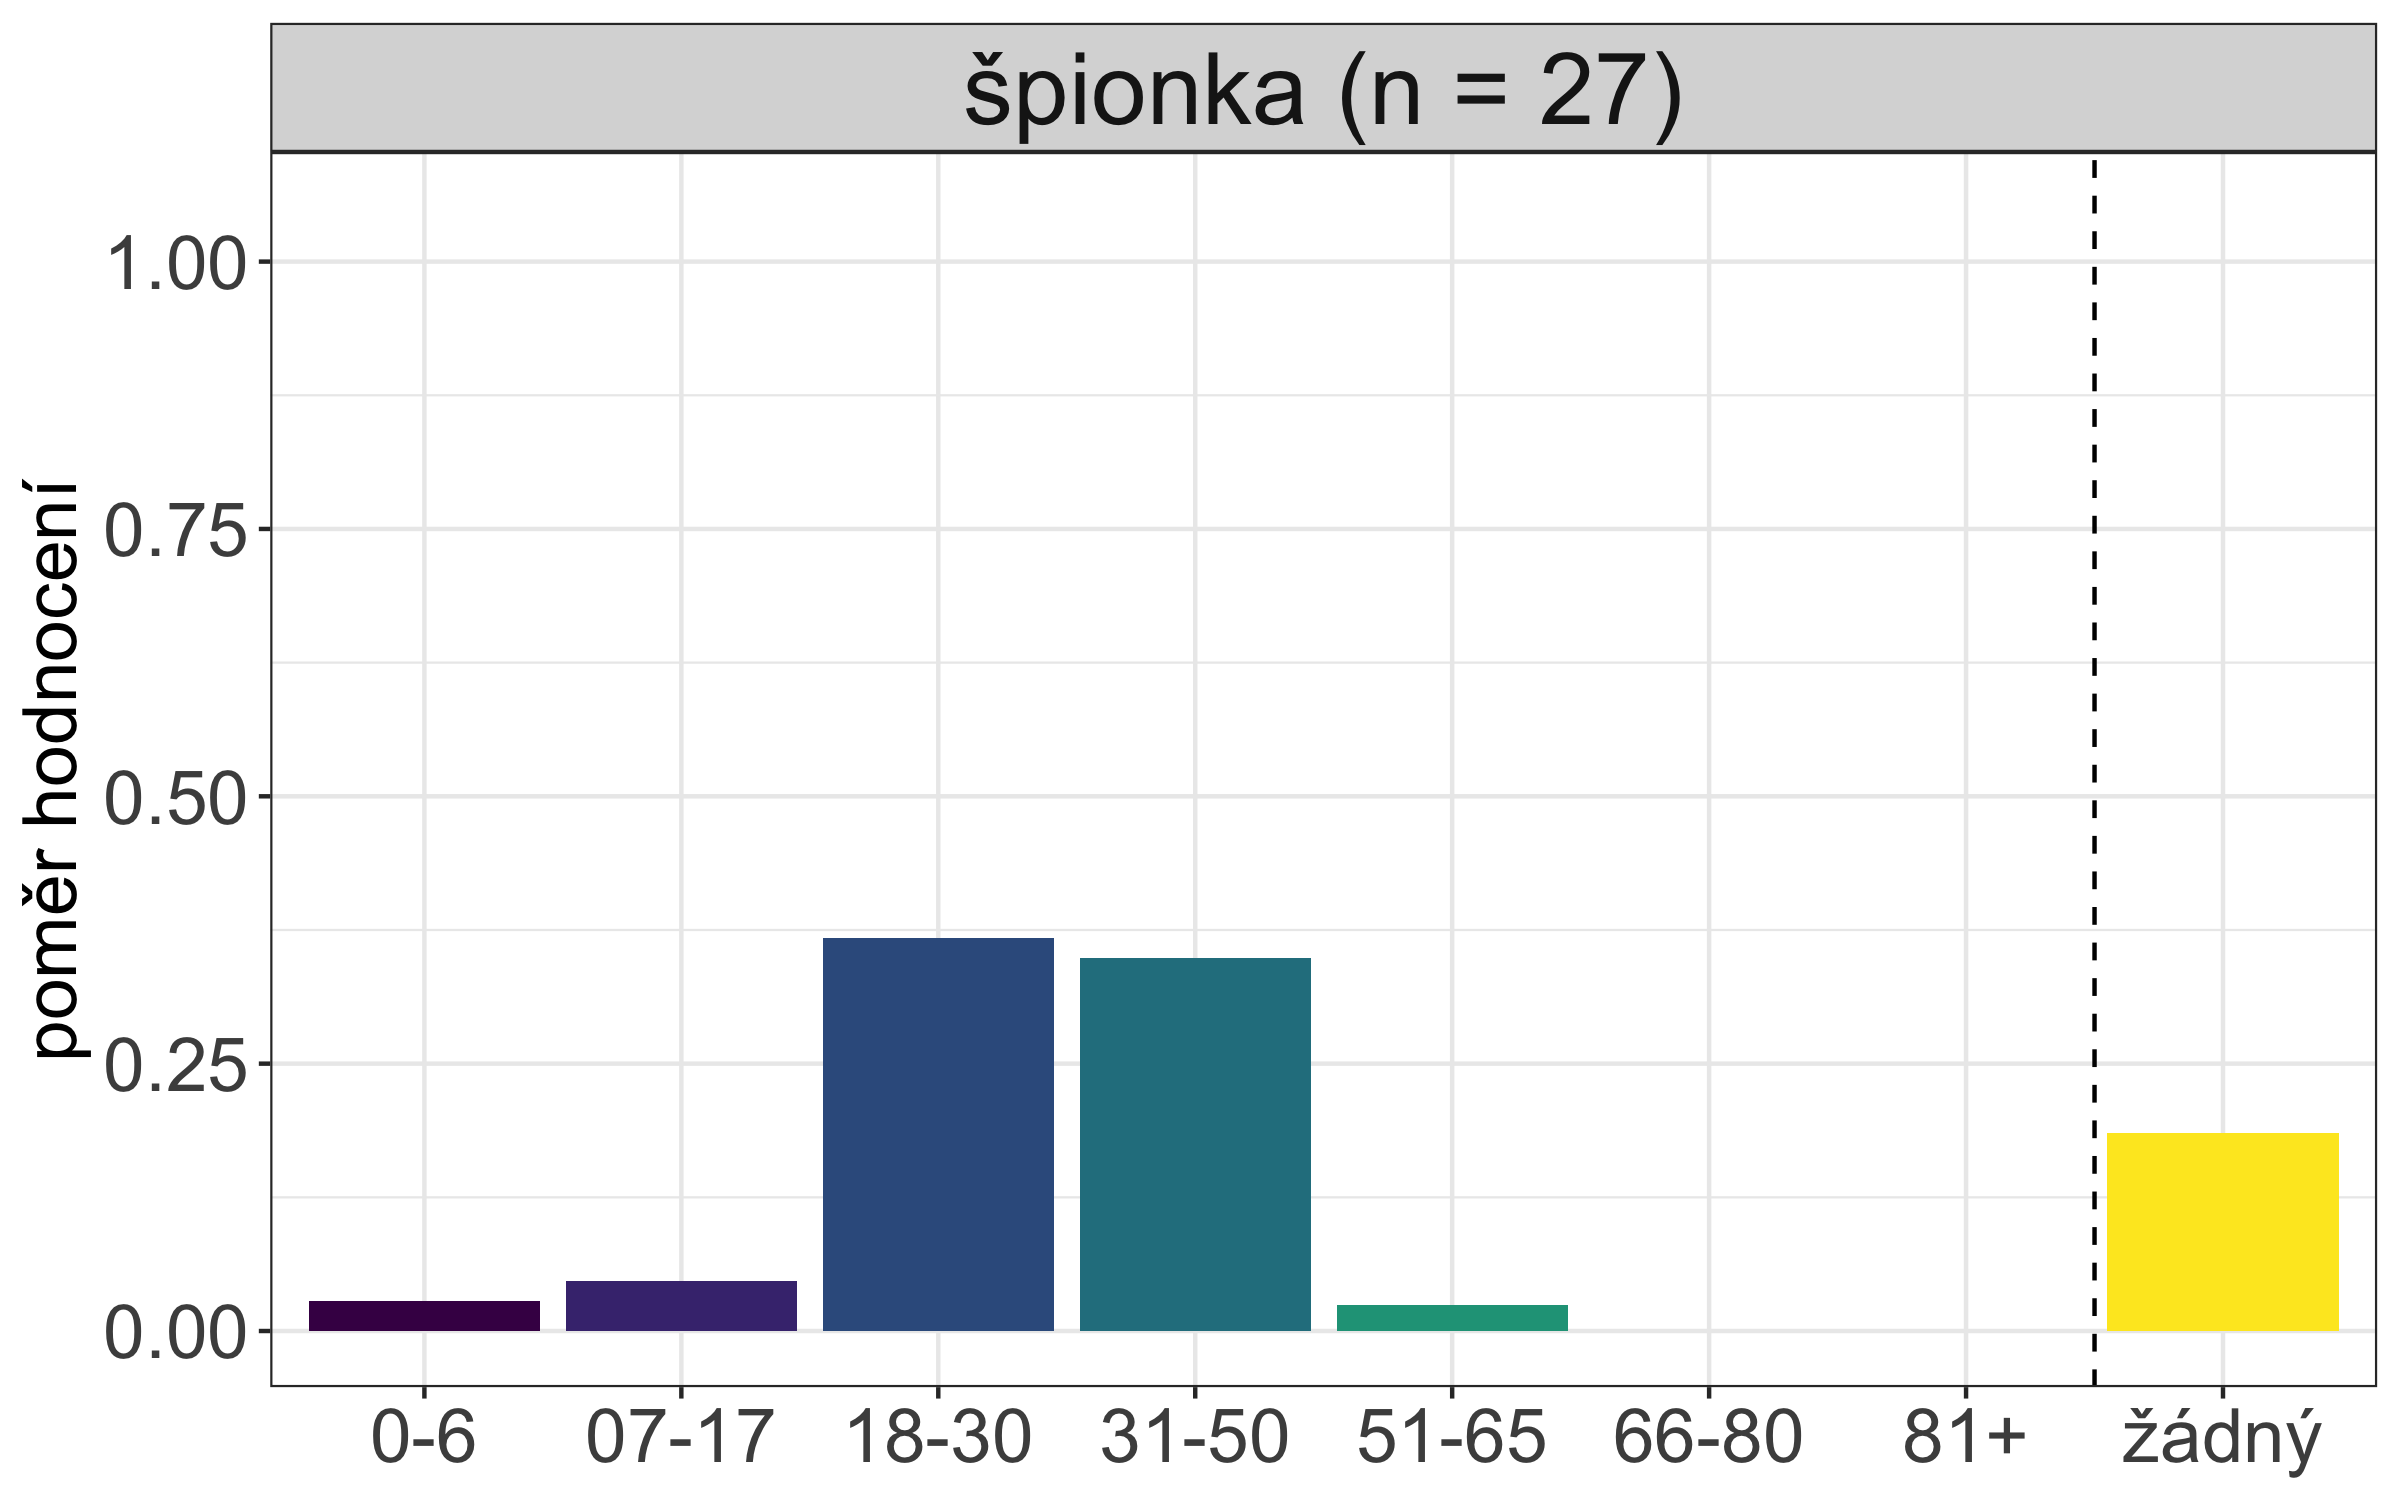 špionka (n = 27)
poměr hodnocení
1.00
0.75
0.50
0.25
0.00
0-6 07-17 18-30 31-50 51-65 66-80 81+ žádný